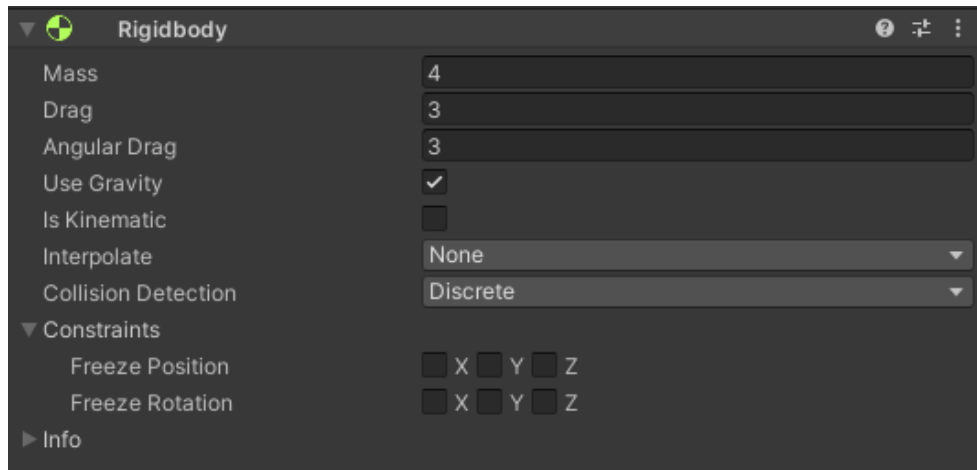 Rigidbody
Mass 4
Drag 3
Angular Drag 3
Use Gravity
Is Kinematic
Interpolate None
Collision Detection Discrete
Constraints
Freeze Position X Y Z
Freeze Rotation X Y Z
Info